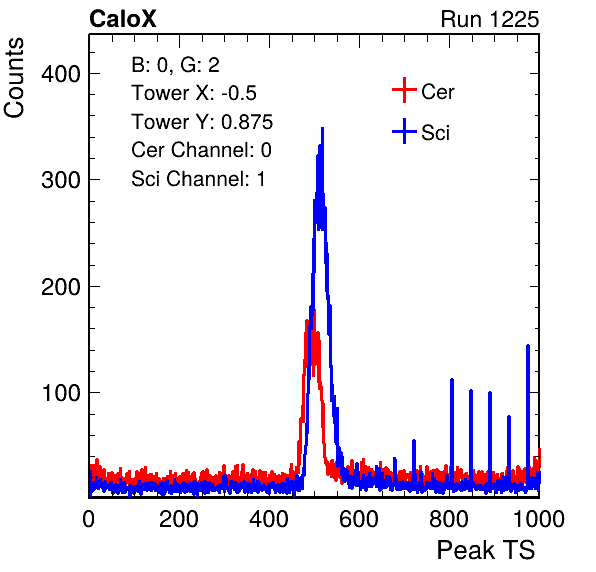 CaloX Run 1225
Counts
B: 0, G: 2
Tower X: -0.5
Tower Y: 0.875
Cer Channel: 0
Sci Channel: 1
Cer
Sci
400
300
200
100
0 200 400 600 800 1000
Peak TS